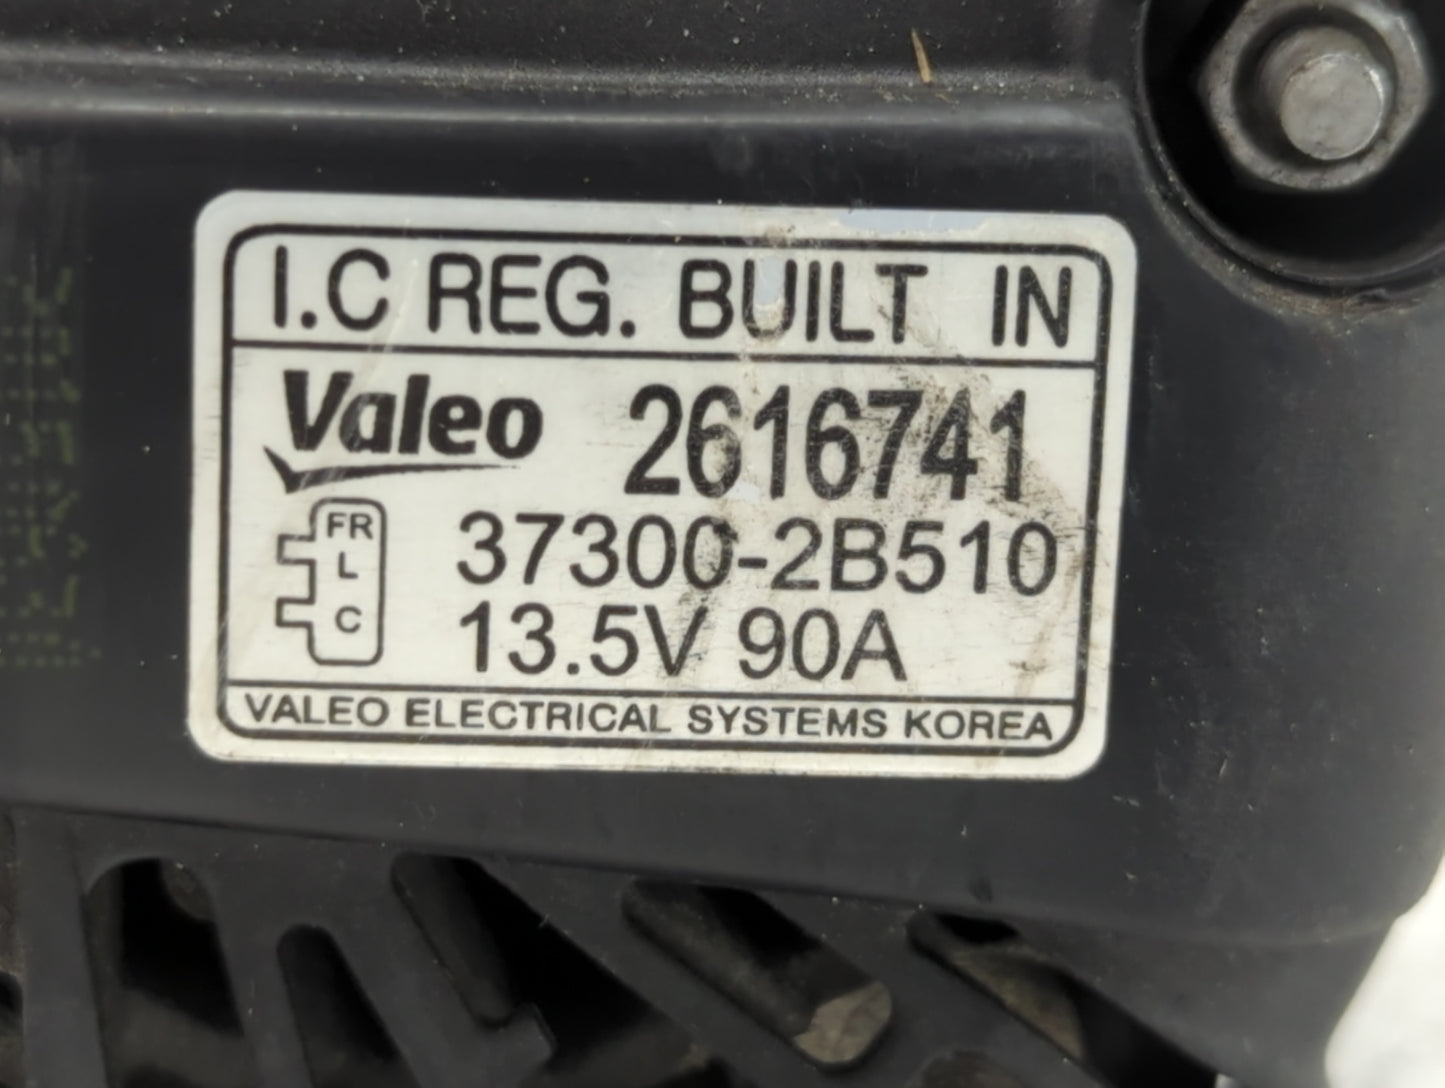 I.C REG. BUILT IN
Valeo 2616741
FR
L
C
37300-2B510
13.5V 90A
VALEO ELECTRICAL SYSTEMS KOREA